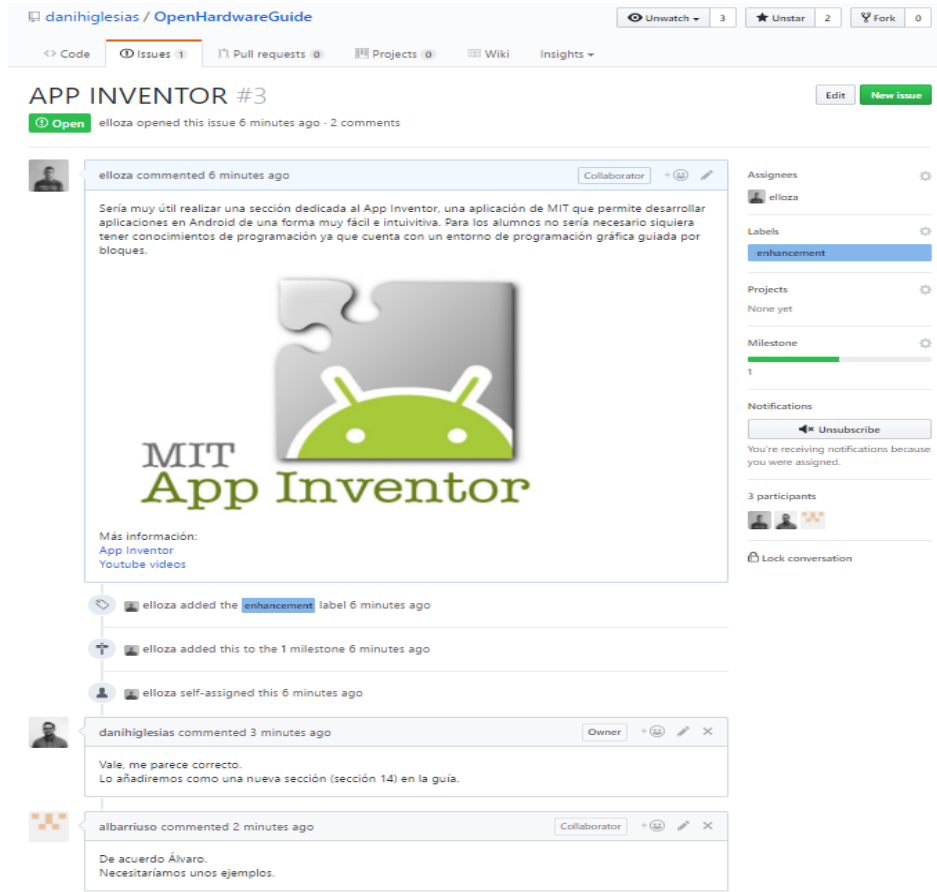 danihiglesias / OpenHardwareGuide
Unwatch 3
Unstar 2
Fork 0
Code
Issues 1
Pull requests 0
Projects 0
Wiki
Insights
APP INVENTOR #3
Edit
New issue
Open elloza opened this issue 6 minutes ago · 2 comments
elloza commented 6 minutes ago
Collaborator
Sería muy útil realizar una sección dedicada al App Inventor, una aplicación de MIT que permite desarrollar
aplicaciones en Android de una forma muy fácil e intuivitiva. Para los alumnos no sería necesario siquiera
tener conocimientos de programación ya que cuenta con un entorno de programación gráfica guiada por
bloques.
MIT
App Inventor
Más información:
App Inventor
Youtube videos
elloza added the enhancement label 6 minutes ago
elloza added this to the 1 milestone 6 minutes ago
elloza self-assigned this 6 minutes ago
danihiglesias commented 3 minutes ago
Owner
Vale, me parece correcto.
Lo añadiremos como una nueva sección (sección 14) en la guía.
albarriuso commented 2 minutes ago
Collaborator
De acuerdo Álvaro.
Necesitaríamos unos ejemplos.
Assignees
elloza
Labels
enhancement
Projects
None yet
Milestone
1
Notifications
Unsubscribe
You're receiving notifications because
you were assigned.
3 participants
Lock conversation